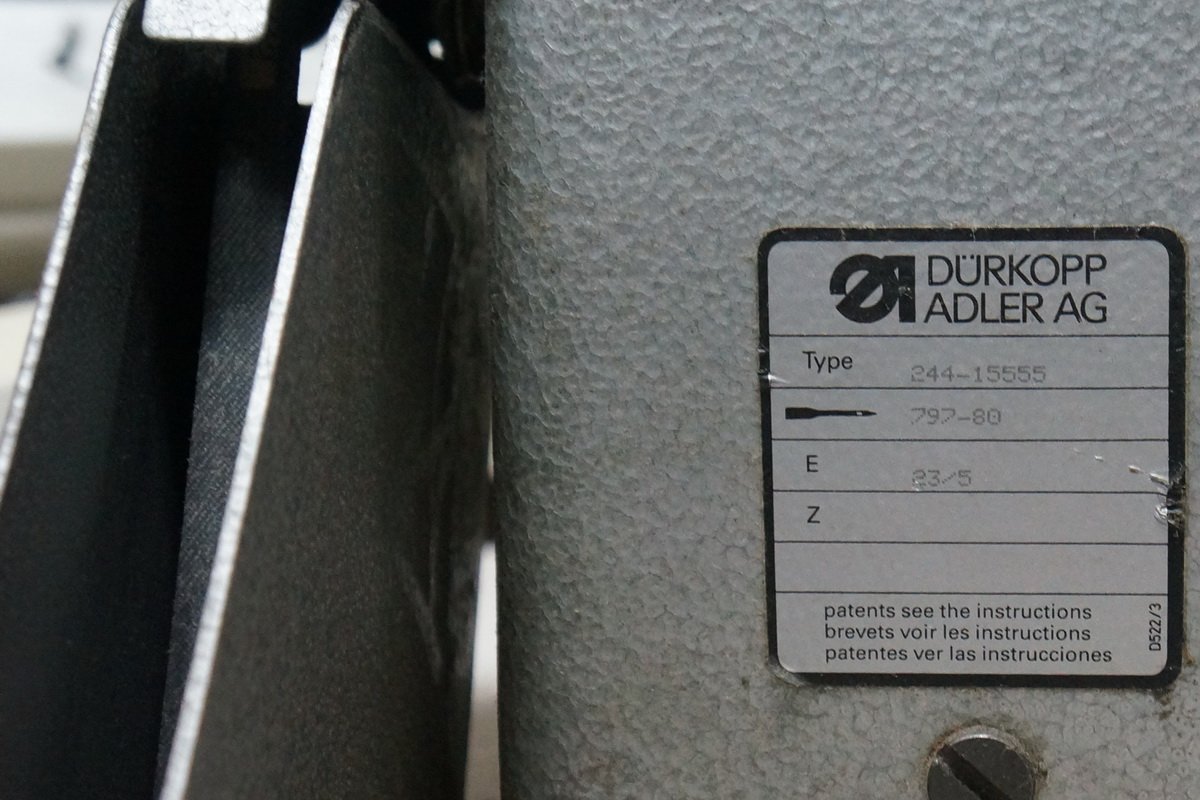 DÜRKOPP
ADLER AG
Type 244-15555
797-80
E 23/5
Z
patents see the instructions
brevets voir les instructions
patentes ver las instrucciones
D522/3